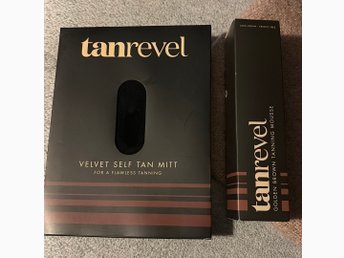 tanrevel
VELVET SELF TAN MITT
FOR A FLAWLESS TANNING
tanrevel
GOLDEN BROWN TANNING MOUSSE